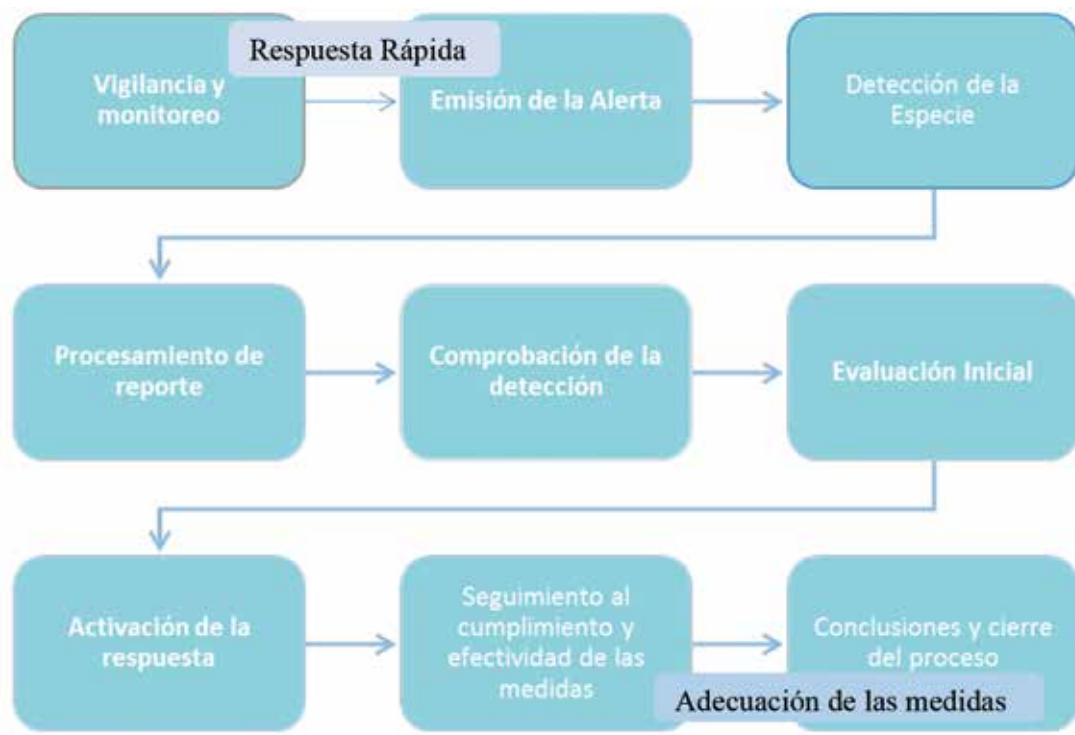 Respuesta Rápida
Vigilancia y
monitoreo
Emisión de la Alerta
Detección de la
Especie
Procesamiento de
reporte
Comprobación de la
detección
Evaluación Inicial
Activación de la
respuesta
Seguimiento al
cumplimiento y
efectividad de las
medidas
Conclusiones y cierre
del proceso
Adecuación de las medidas